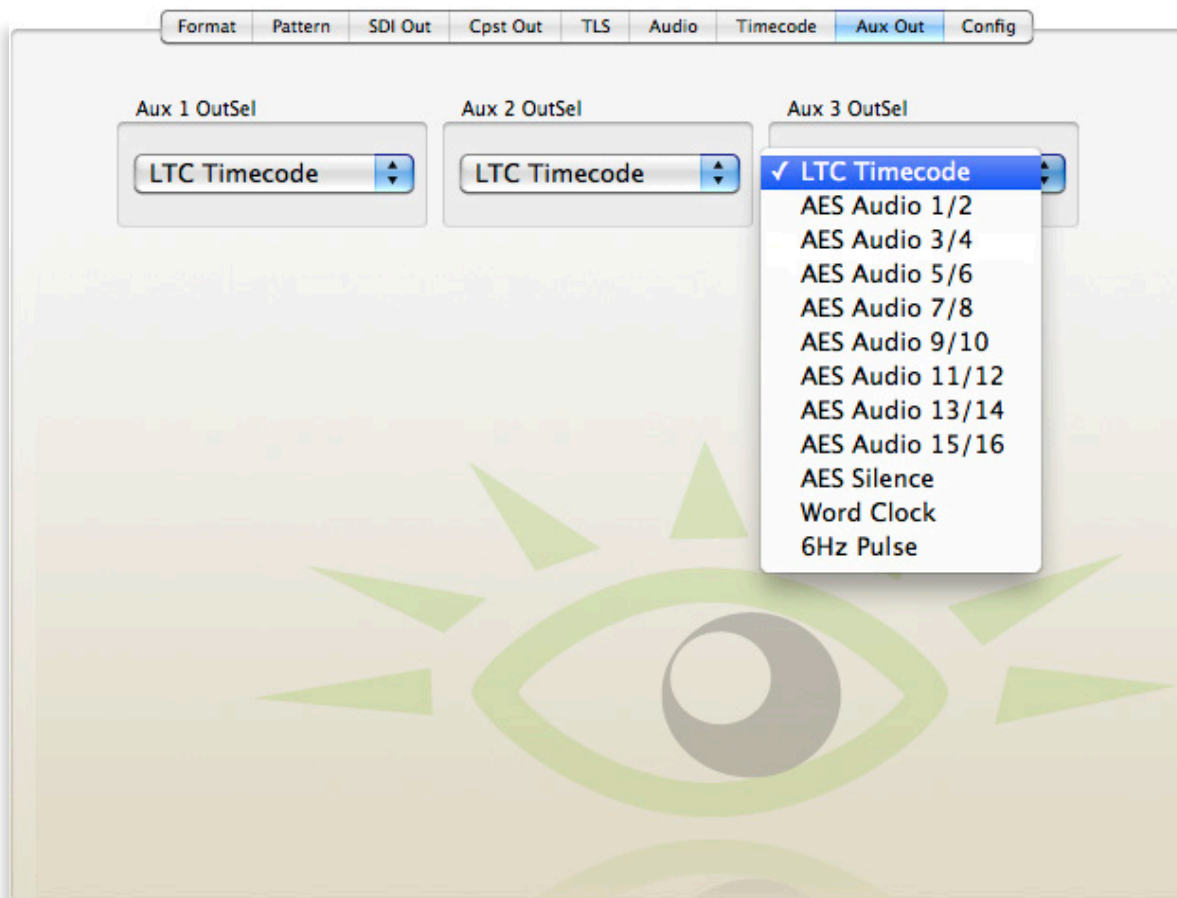 Format Pattern SDI Out Cpst Out TLS Audio Timecode Aux Out Config
Aux 1 OutSel Aux 2 OutSel Aux 3 OutSel
LTC Timecode LTC Timecode ✓ LTC Timecode
AES Audio 1/2
AES Audio 3/4
AES Audio 5/6
AES Audio 7/8
AES Audio 9/10
AES Audio 11/12
AES Audio 13/14
AES Audio 15/16
AES Silence
Word Clock
6Hz Pulse